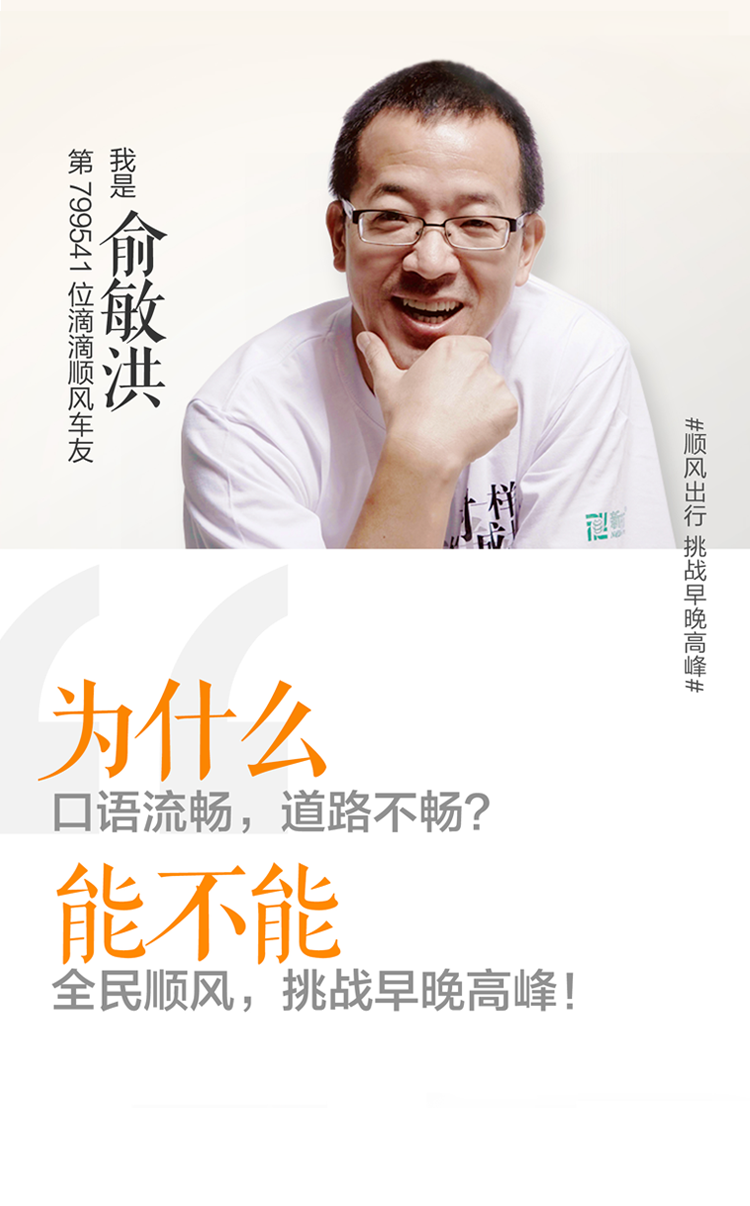 我是 俞敏洪
第 799541 位滴滴顺风车友
样
#顺风出行 挑战早晚高峰#
为什么
口语流畅，道路不畅？
能不能
全民顺风，挑战早晚高峰！